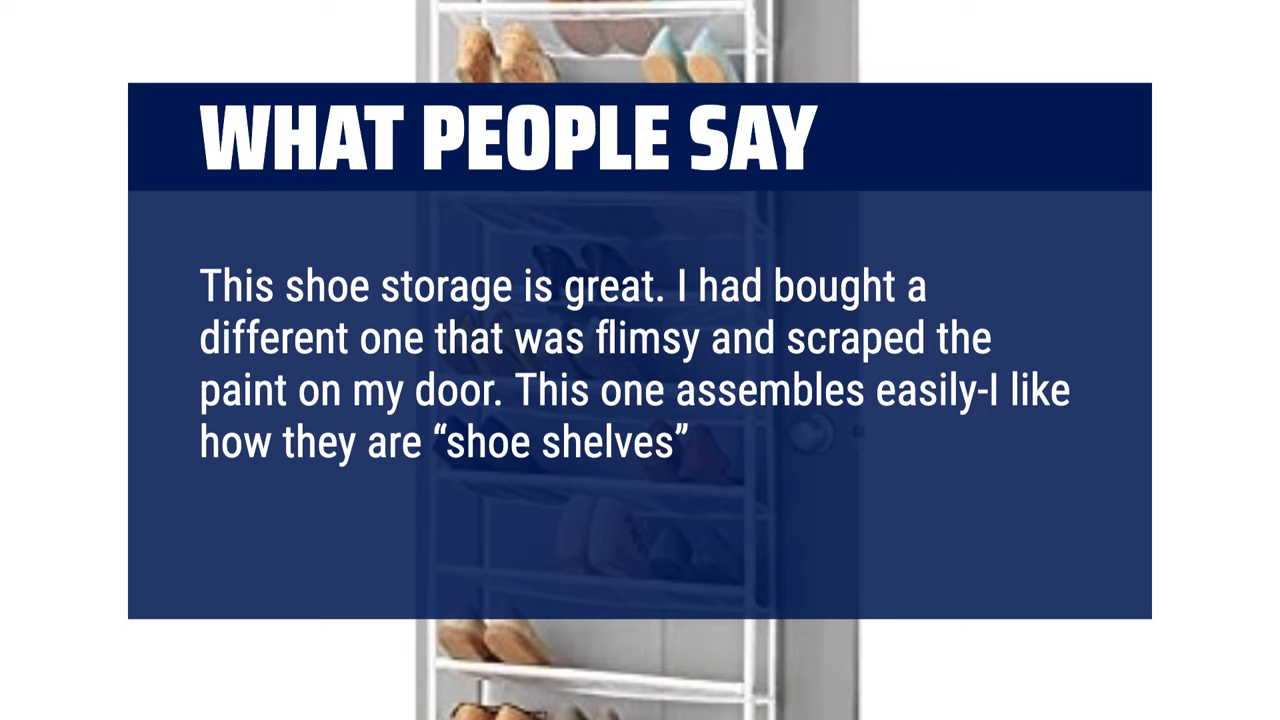 WHAT PEOPLE SAY
This shoe storage is great. I had bought a
different one that was flimsy and scraped the
paint on my door. This one assembles easily-I like
how they are “shoe shelves”